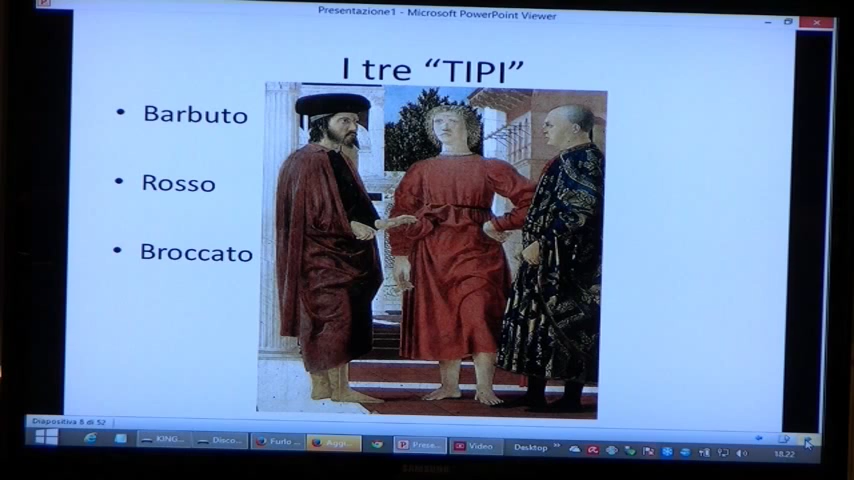 Presentazione1 - Microsoft PowerPoint Viewer
I tre “TIPI”
• Barbuto
• Rosso
• Broccato
Diapositiva 8 di 52
KING... Disco... Furlo ... Aggi... Prese... Video Desktop 18.22
SAMSUNG